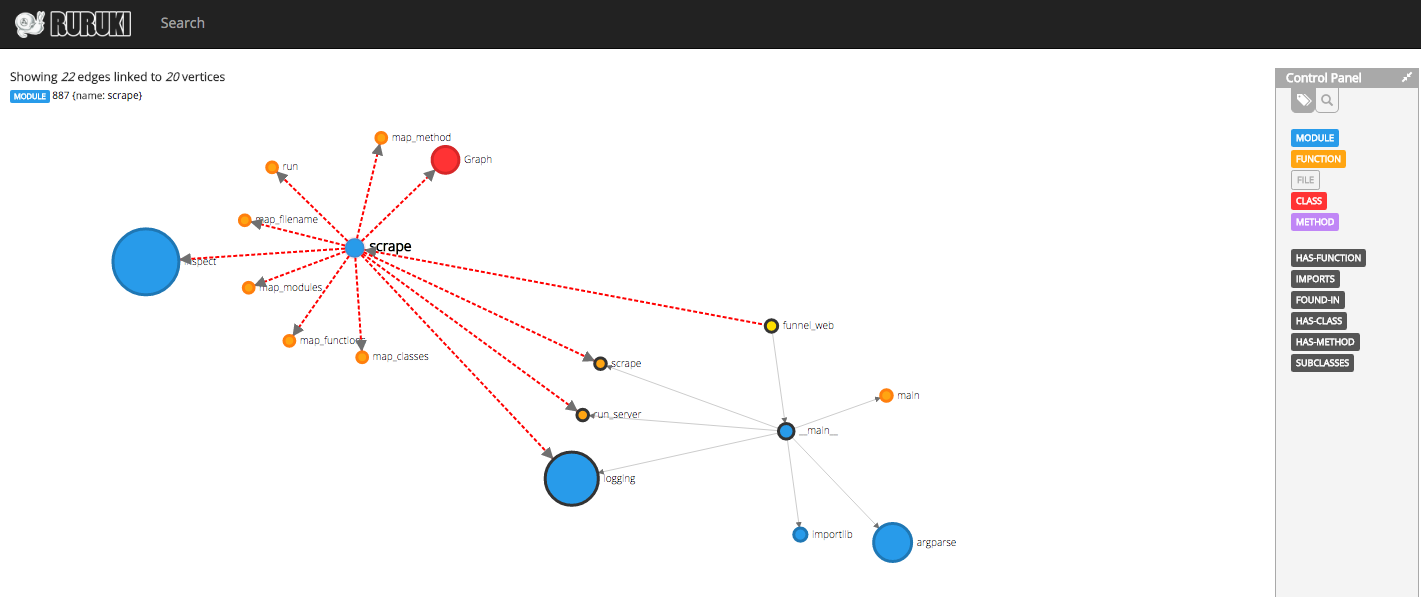 RURUKI Search
Showing 22 edges linked to 20 vertices
MODULE 887 {name: scrape}
Control Panel
map_method
Graph
run
map_filename
scrape
map_modules
map_functions
map_classes
funnel_web
scrape
main
run_server
__main__
logging
importlib
argparse
MODULE
FUNCTION
FILE
CLASS
METHOD
HAS-FUNCTION
IMPORTS
FOUND-IN
HAS-CLASS
HAS-METHOD
SUBCLASSES